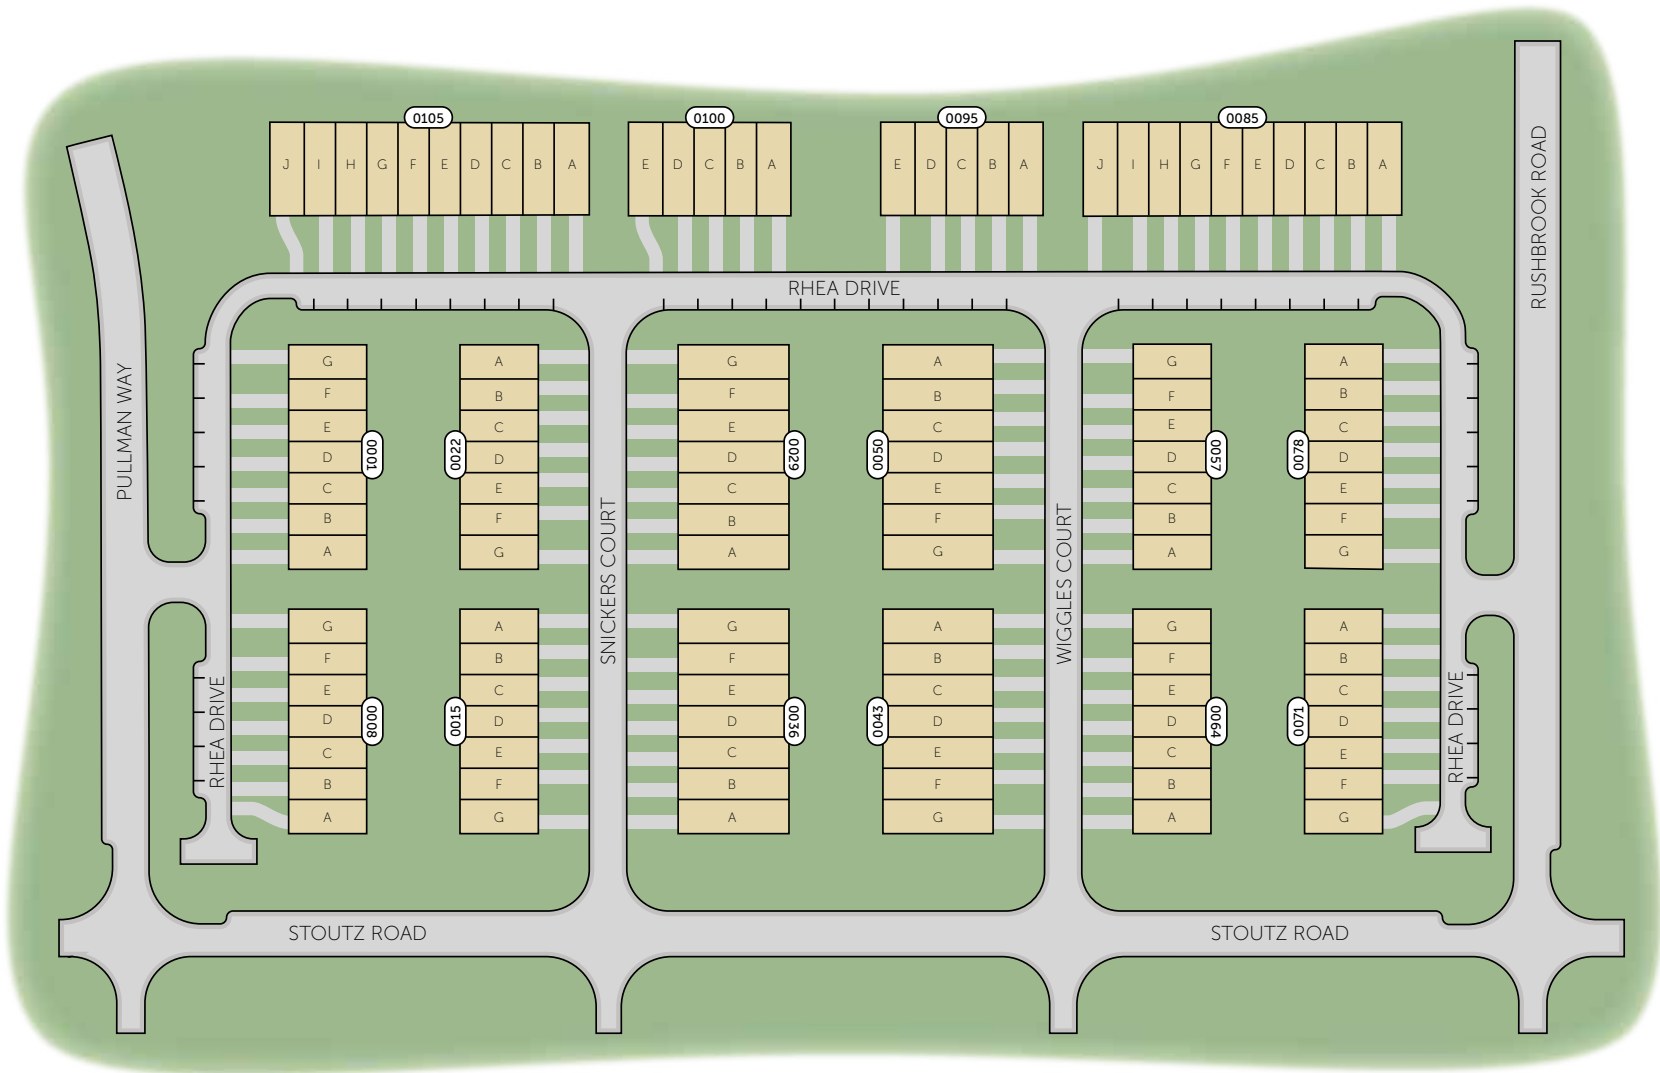 0105
J I H G F E D C B A
0100
E D C B A
0095
E D C B A
0085
J I H G F E D C B A
RHEA DRIVE
PULLMAN WAY
RUSHBROOK ROAD
0001
G
F
E
D
C
B
A
0022
A
B
C
D
E
F
G
0029
G
F
E
D
C
B
A
0050
A
B
C
D
E
F
G
0057
G
F
E
D
C
B
A
0078
A
B
C
D
E
F
G
SNICKERS COURT
WIGGLES COURT
RHEA DRIVE
0008
G
F
E
D
C
B
A
0015
A
B
C
D
E
F
G
0036
G
F
E
D
C
B
A
0043
A
B
C
D
E
F
G
0064
G
F
E
D
C
B
A
0071
A
B
C
D
E
F
G
RHEA DRIVE
STOUTZ ROAD
STOUTZ ROAD